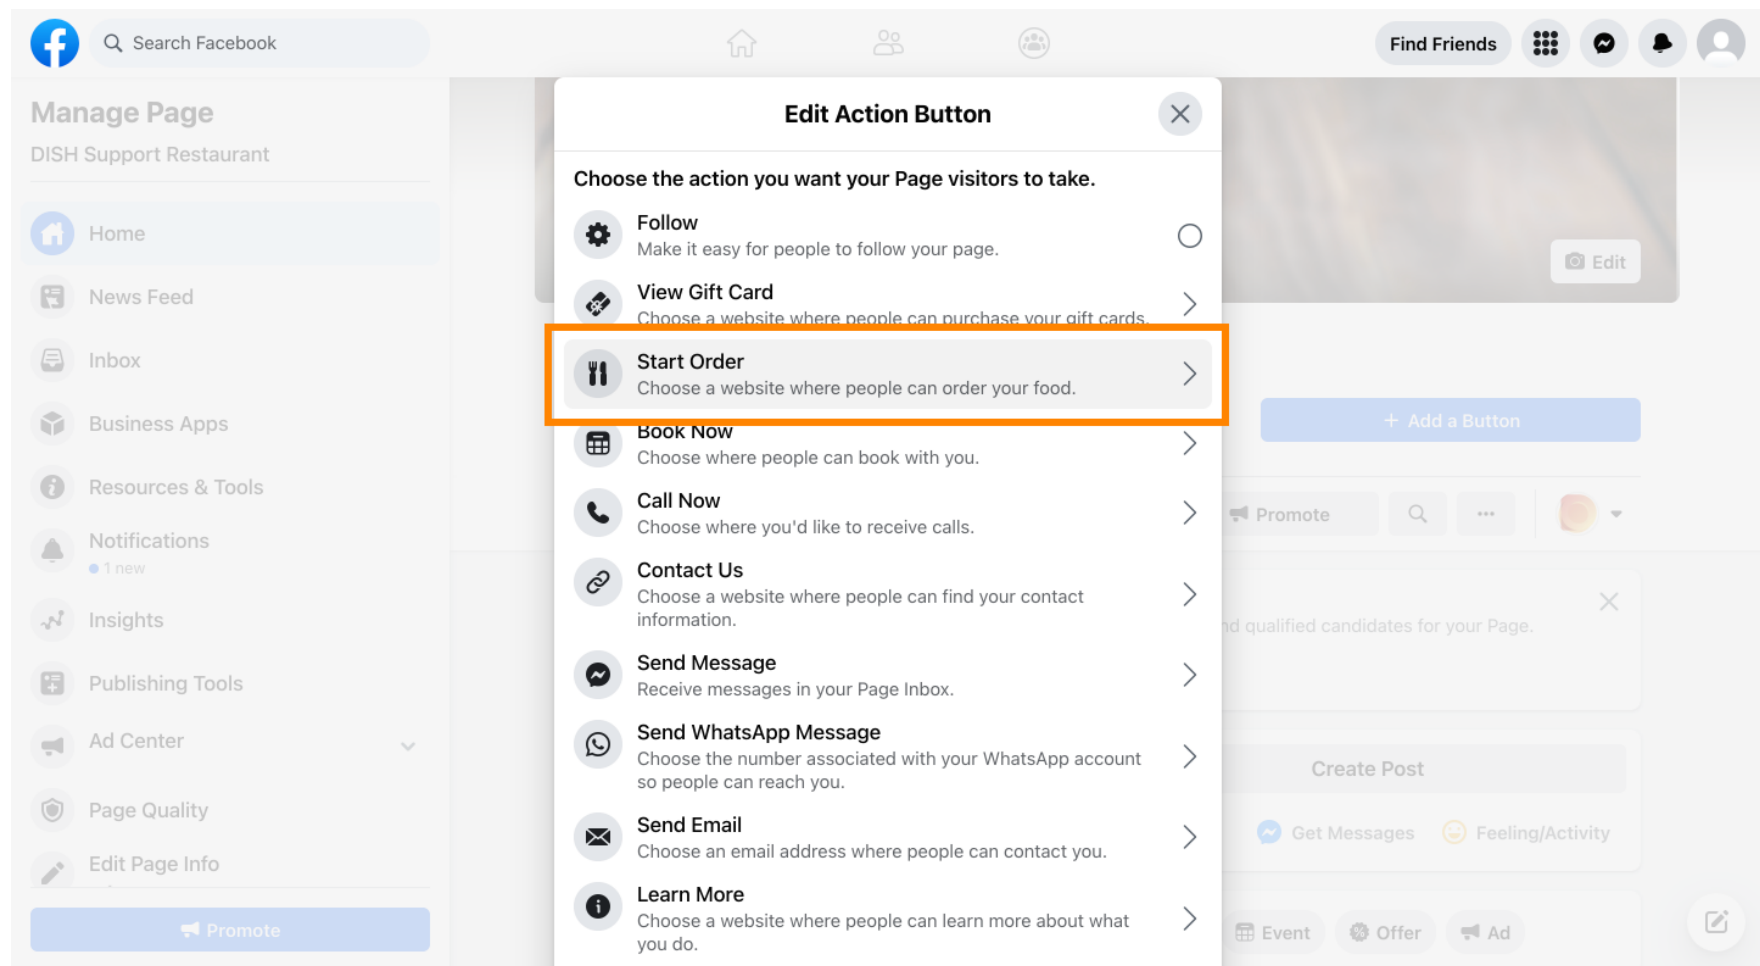 Search Facebook
Find Friends
Manage Page
DISH Support Restaurant
Home
News Feed
Inbox
Business Apps
Resources & Tools
Notifications
1 new
Insights
Publishing Tools
Ad Center
Page Quality
Edit Page Info
Promote
Edit Action Button
Choose the action you want your Page visitors to take.
Follow
Make it easy for people to follow your page.
View Gift Card
Choose a website where people can purchase your gift cards.
Start Order
Choose a website where people can order your food.
Book Now
Choose where people can book with you.
Call Now
Choose where you'd like to receive calls.
Contact Us
Choose a website where people can find your contact
information.
Send Message
Receive messages in your Page Inbox.
Send WhatsApp Message
Choose the number associated with your WhatsApp account
so people can reach you.
Send Email
Choose an email address where people can contact you.
Learn More
Choose a website where people can learn more about what
you do.
Edit
+ Add a Button
Promote
qualified candidates for your Page.
Create Post
Get Messages
Feeling/Activity
Event
Offer
Ad